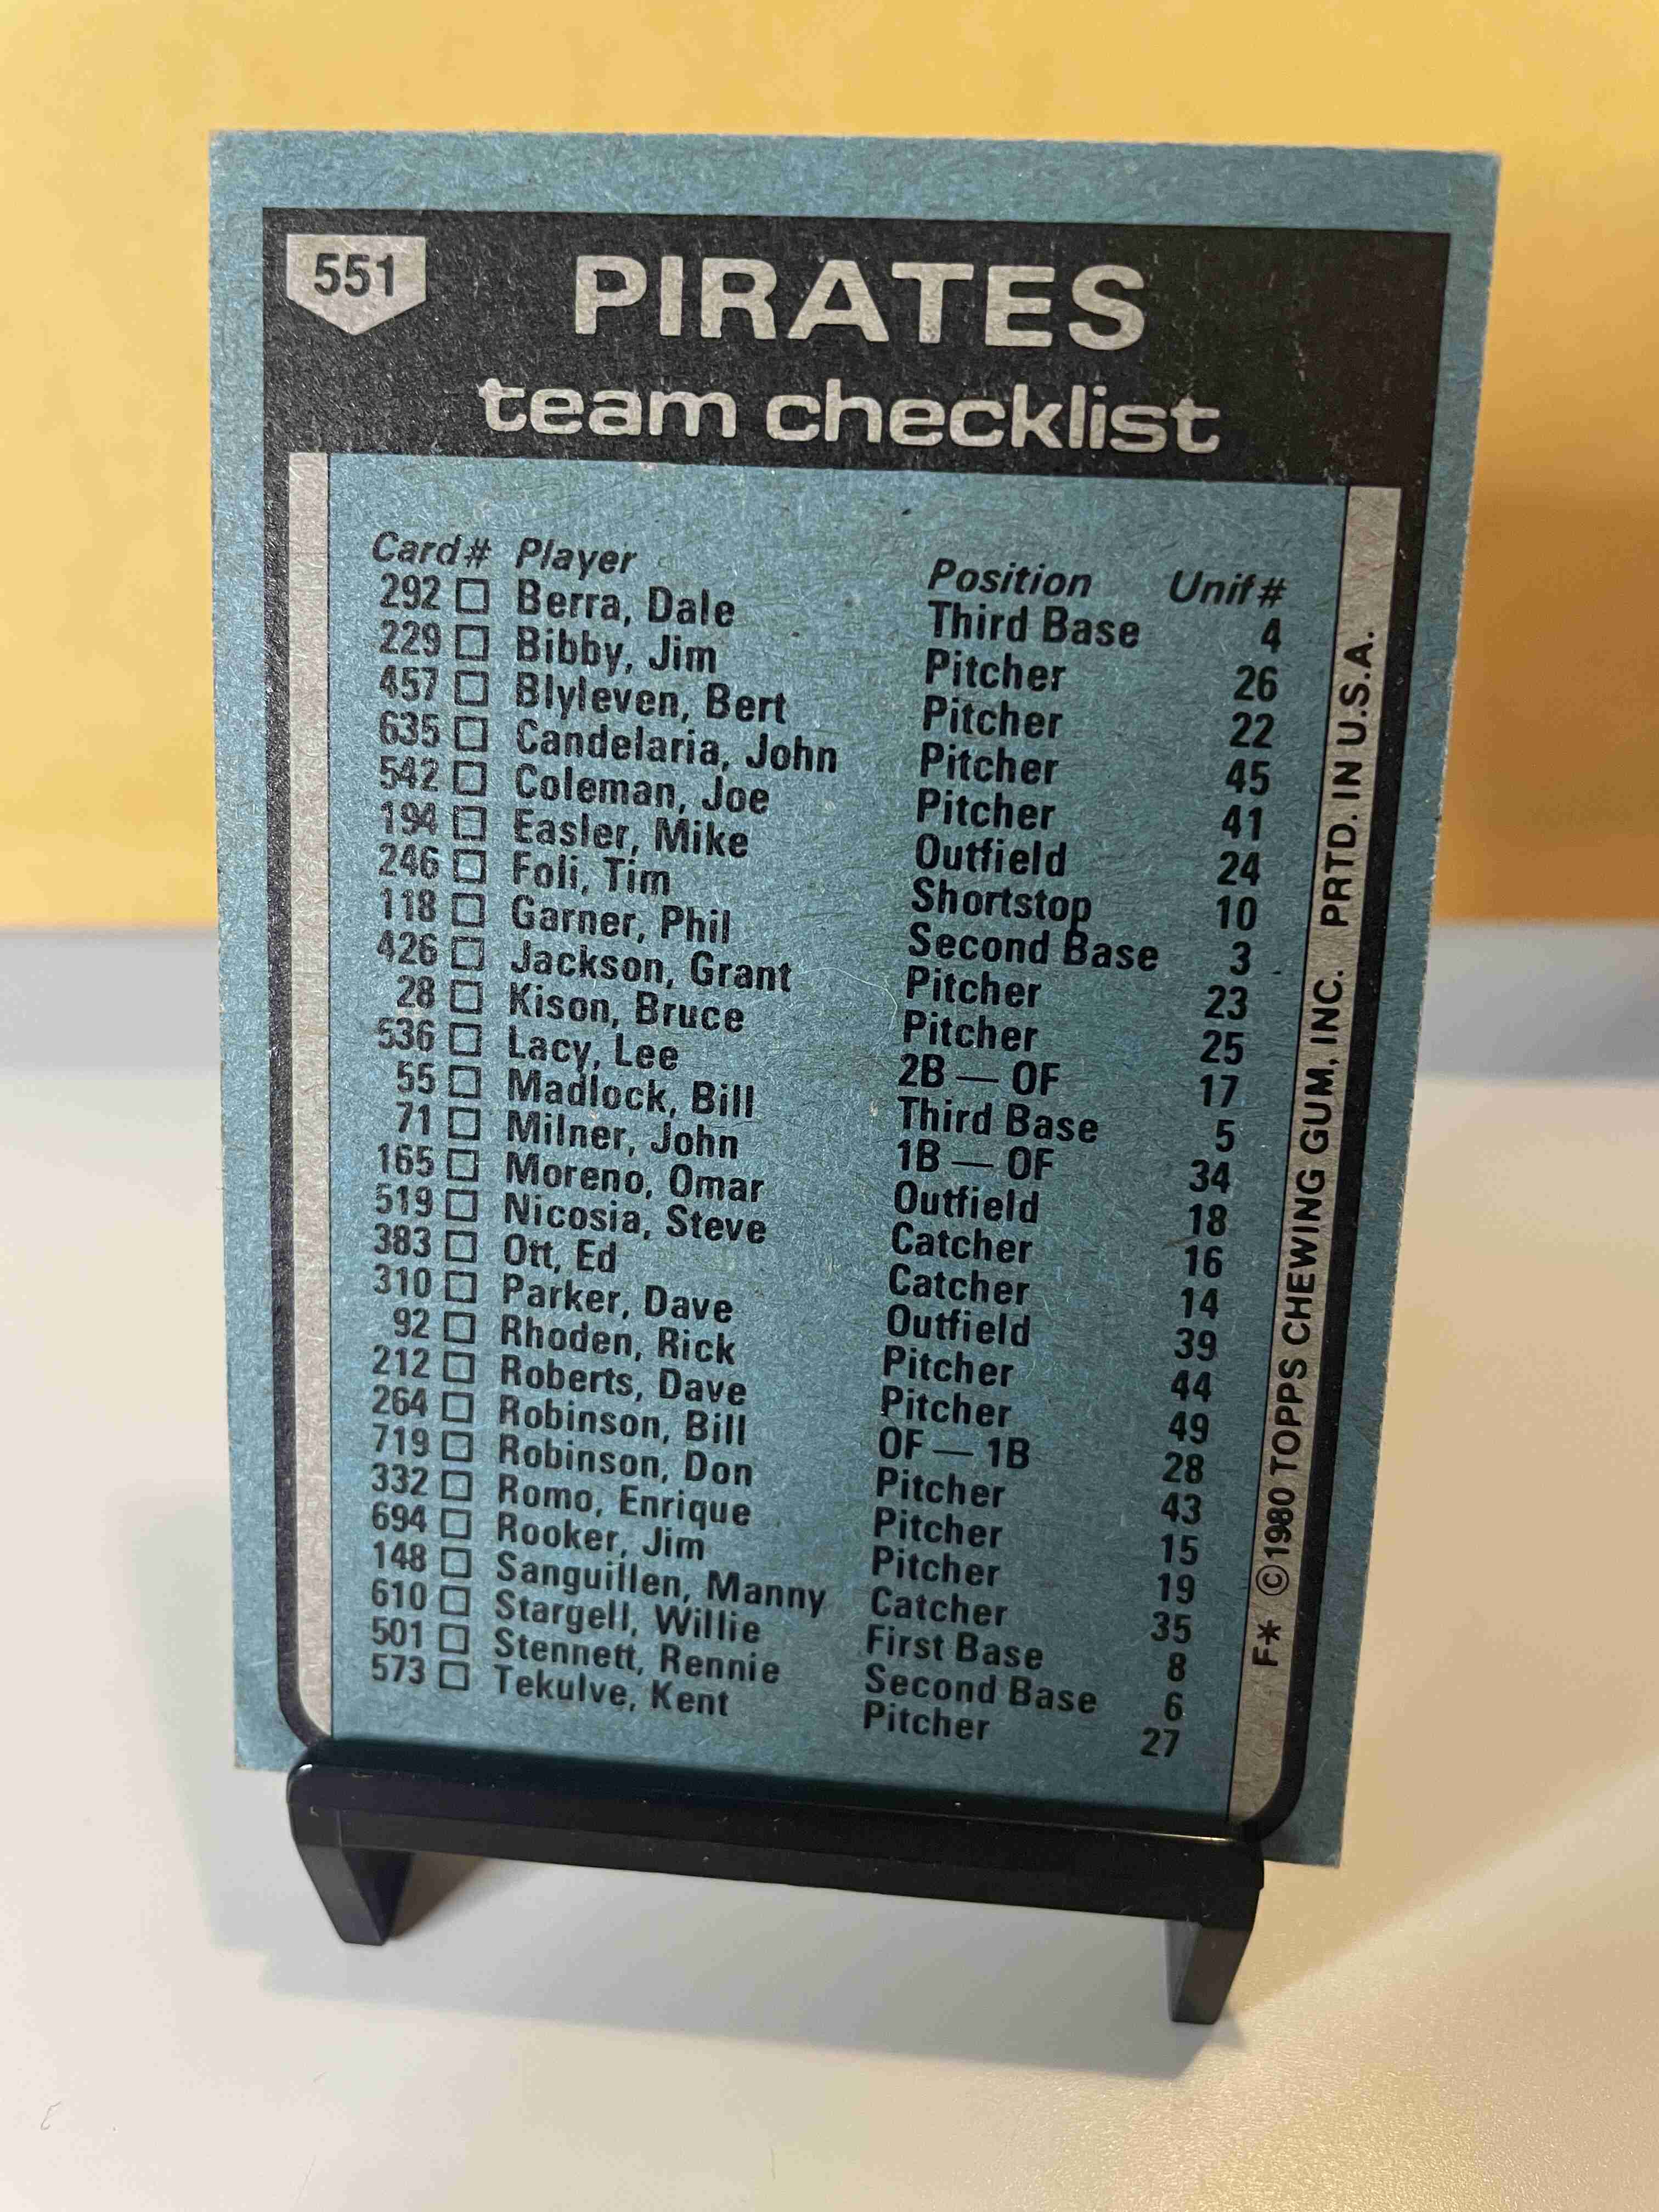 551
PIRATES
team checklist
Card# Player Position Unif#
292 □ Berra, Dale Third Base 4
229 □ Bibby, Jim Pitcher 26
457 □ Blyleven, Bert Pitcher 22
635 □ Candelaria, John Pitcher 45
542 □ Coleman, Joe Pitcher 41
194 □ Easler, Mike Outfield 24
246 □ Foli, Tim Shortstop 10
118 □ Garner, Phil Second Base 3
426 □ Jackson, Grant Pitcher 23
28 □ Kison, Bruce Pitcher 25
536 □ Lacy, Lee 2B — OF 17
55 □ Madlock, Bill Third Base 5
71 □ Milner, John 1B — OF 34
165 □ Moreno, Omar Outfield 18
519 □ Nicosia, Steve Catcher 16
383 □ Ott, Ed Catcher 14
310 □ Parker, Dave Outfield 39
92 □ Rhoden, Rick Pitcher 44
212 □ Roberts, Dave Pitcher 49
264 □ Robinson, Bill OF — 1B 28
719 □ Robinson, Don Pitcher 43
332 □ Romo, Enrique Pitcher 15
694 □ Rooker, Jim Pitcher 19
148 □ Sanguillen, Manny Catcher 35
610 □ Stargell, Willie First Base 8
501 □ Stennett, Rennie Second Base 6
573 □ Tekulve, Kent Pitcher 27
F* ©1980 TOPPS CHEWING GUM, INC. PRTD. IN U.S.A.